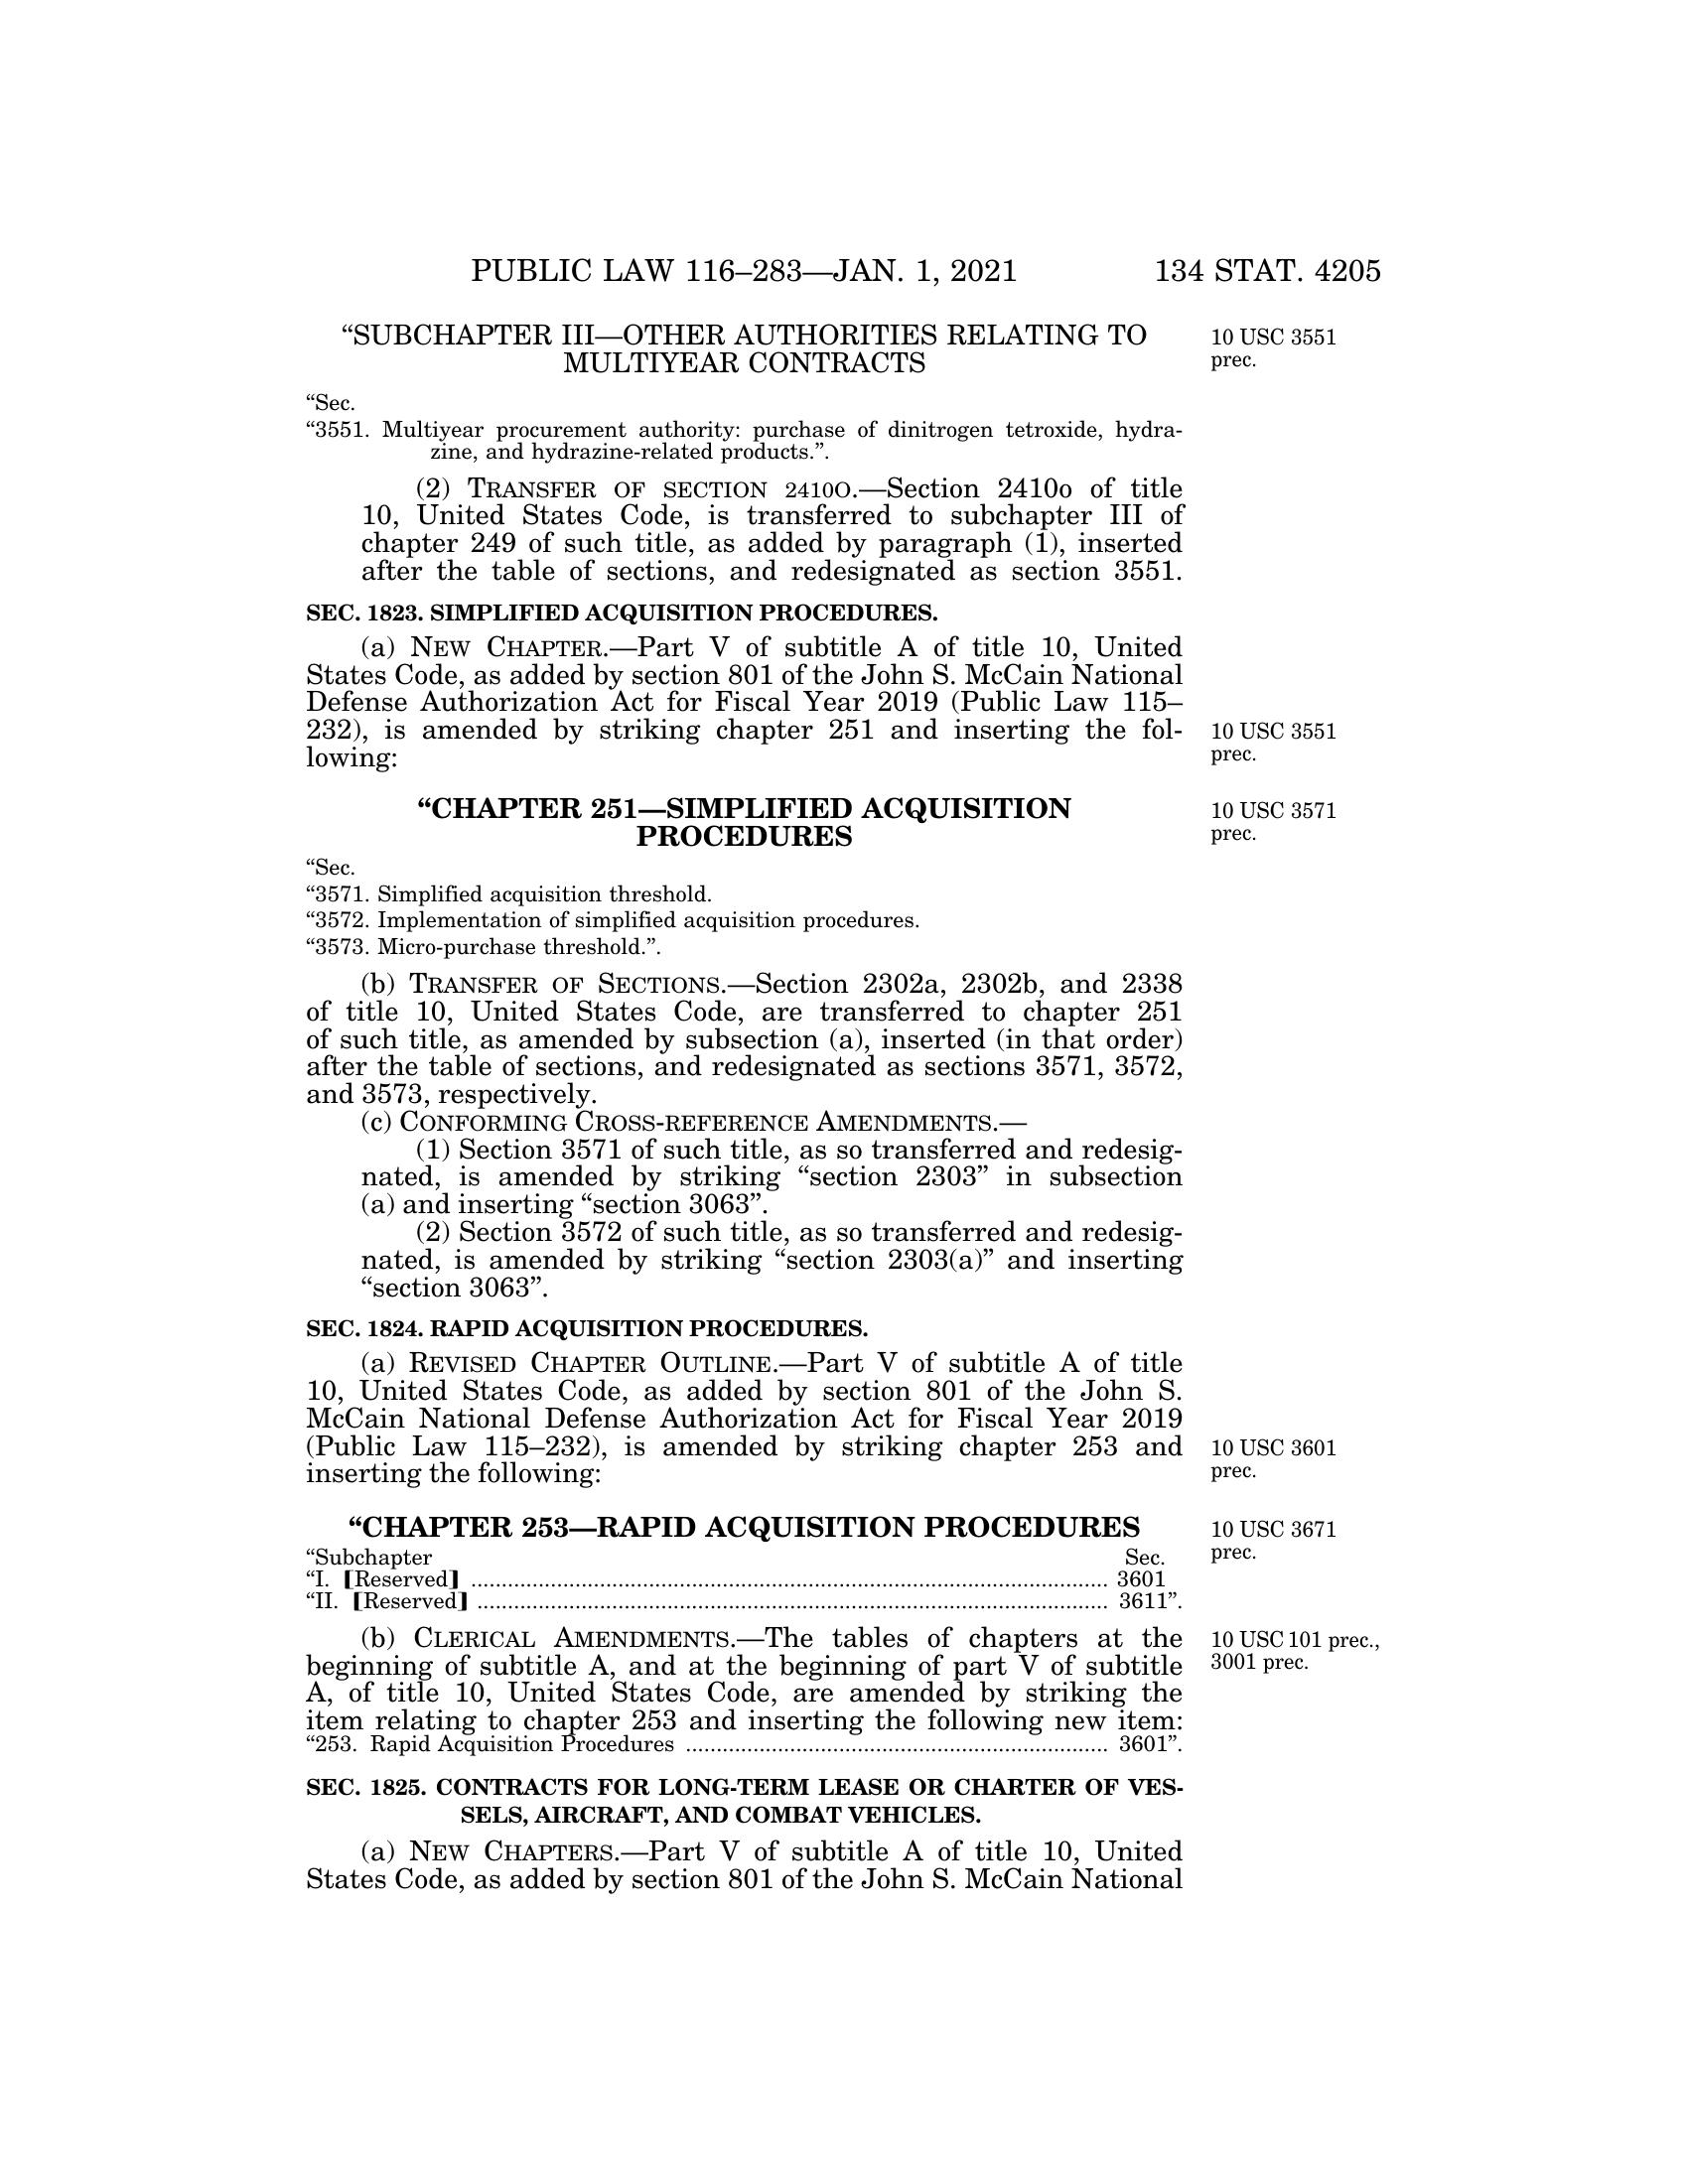 PUBLIC LAW 116–283—JAN. 1, 2021 134 STAT. 4205
“SUBCHAPTER III—OTHER AUTHORITIES RELATING TO
MULTIYEAR CONTRACTS
10 USC 3551
prec.
“Sec.
“3551. Multiyear procurement authority: purchase of dinitrogen tetroxide, hydra-
zine, and hydrazine-related products.”.
(2) TRANSFER OF SECTION 2410O.—Section 2410o of title
10, United States Code, is transferred to subchapter III of
chapter 249 of such title, as added by paragraph (1), inserted
after the table of sections, and redesignated as section 3551.
SEC. 1823. SIMPLIFIED ACQUISITION PROCEDURES.
(a) NEW CHAPTER.—Part V of subtitle A of title 10, United
States Code, as added by section 801 of the John S. McCain National
Defense Authorization Act for Fiscal Year 2019 (Public Law 115–
232), is amended by striking chapter 251 and inserting the fol-
lowing:
10 USC 3551
prec.
“CHAPTER 251—SIMPLIFIED ACQUISITION
PROCEDURES
10 USC 3571
prec.
“Sec.
“3571. Simplified acquisition threshold.
“3572. Implementation of simplified acquisition procedures.
“3573. Micro-purchase threshold.”.
(b) TRANSFER OF SECTIONS.—Section 2302a, 2302b, and 2338
of title 10, United States Code, are transferred to chapter 251
of such title, as amended by subsection (a), inserted (in that order)
after the table of sections, and redesignated as sections 3571, 3572,
and 3573, respectively.
(c) CONFORMING CROSS-REFERENCE AMENDMENTS.—
(1) Section 3571 of such title, as so transferred and redesig-
nated, is amended by striking “section 2303” in subsection
(a) and inserting “section 3063”.
(2) Section 3572 of such title, as so transferred and redesig-
nated, is amended by striking “section 2303(a)” and inserting
“section 3063”.
SEC. 1824. RAPID ACQUISITION PROCEDURES.
(a) REVISED CHAPTER OUTLINE.—Part V of subtitle A of title
10, United States Code, as added by section 801 of the John S.
McCain National Defense Authorization Act for Fiscal Year 2019
(Public Law 115–232), is amended by striking chapter 253 and
inserting the following:
10 USC 3601
prec.
“CHAPTER 253—RAPID ACQUISITION PROCEDURES
10 USC 3671
prec.
“Subchapter Sec.
“I. [Reserved] ........................................................................................................ 3601
“II. [Reserved] ....................................................................................................... 3611”.
(b) CLERICAL AMENDMENTS.—The tables of chapters at the
beginning of subtitle A, and at the beginning of part V of subtitle
A, of title 10, United States Code, are amended by striking the
item relating to chapter 253 and inserting the following new item:
10 USC 101 prec.,
3001 prec.
“253. Rapid Acquisition Procedures ..................................................................... 3601”.
SEC. 1825. CONTRACTS FOR LONG-TERM LEASE OR CHARTER OF VES-
SELS, AIRCRAFT, AND COMBAT VEHICLES.
(a) NEW CHAPTERS.—Part V of subtitle A of title 10, United
States Code, as added by section 801 of the John S. McCain National